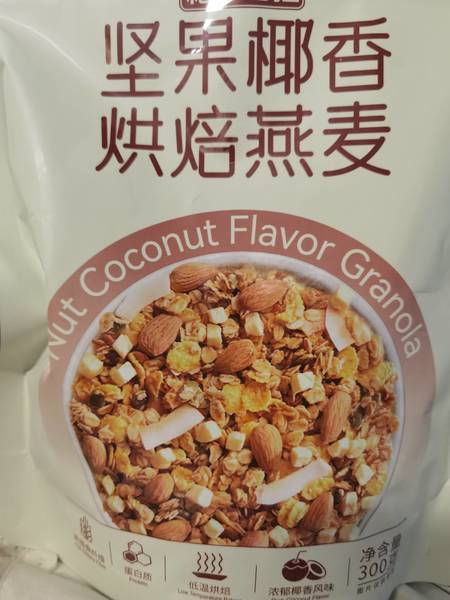 坚果椰香
烘焙燕麦
Nut Coconut Flavor Granola
蛋白质
Protein
低温烘焙
Low Temperature Baking
浓郁椰香风味
净含量
300